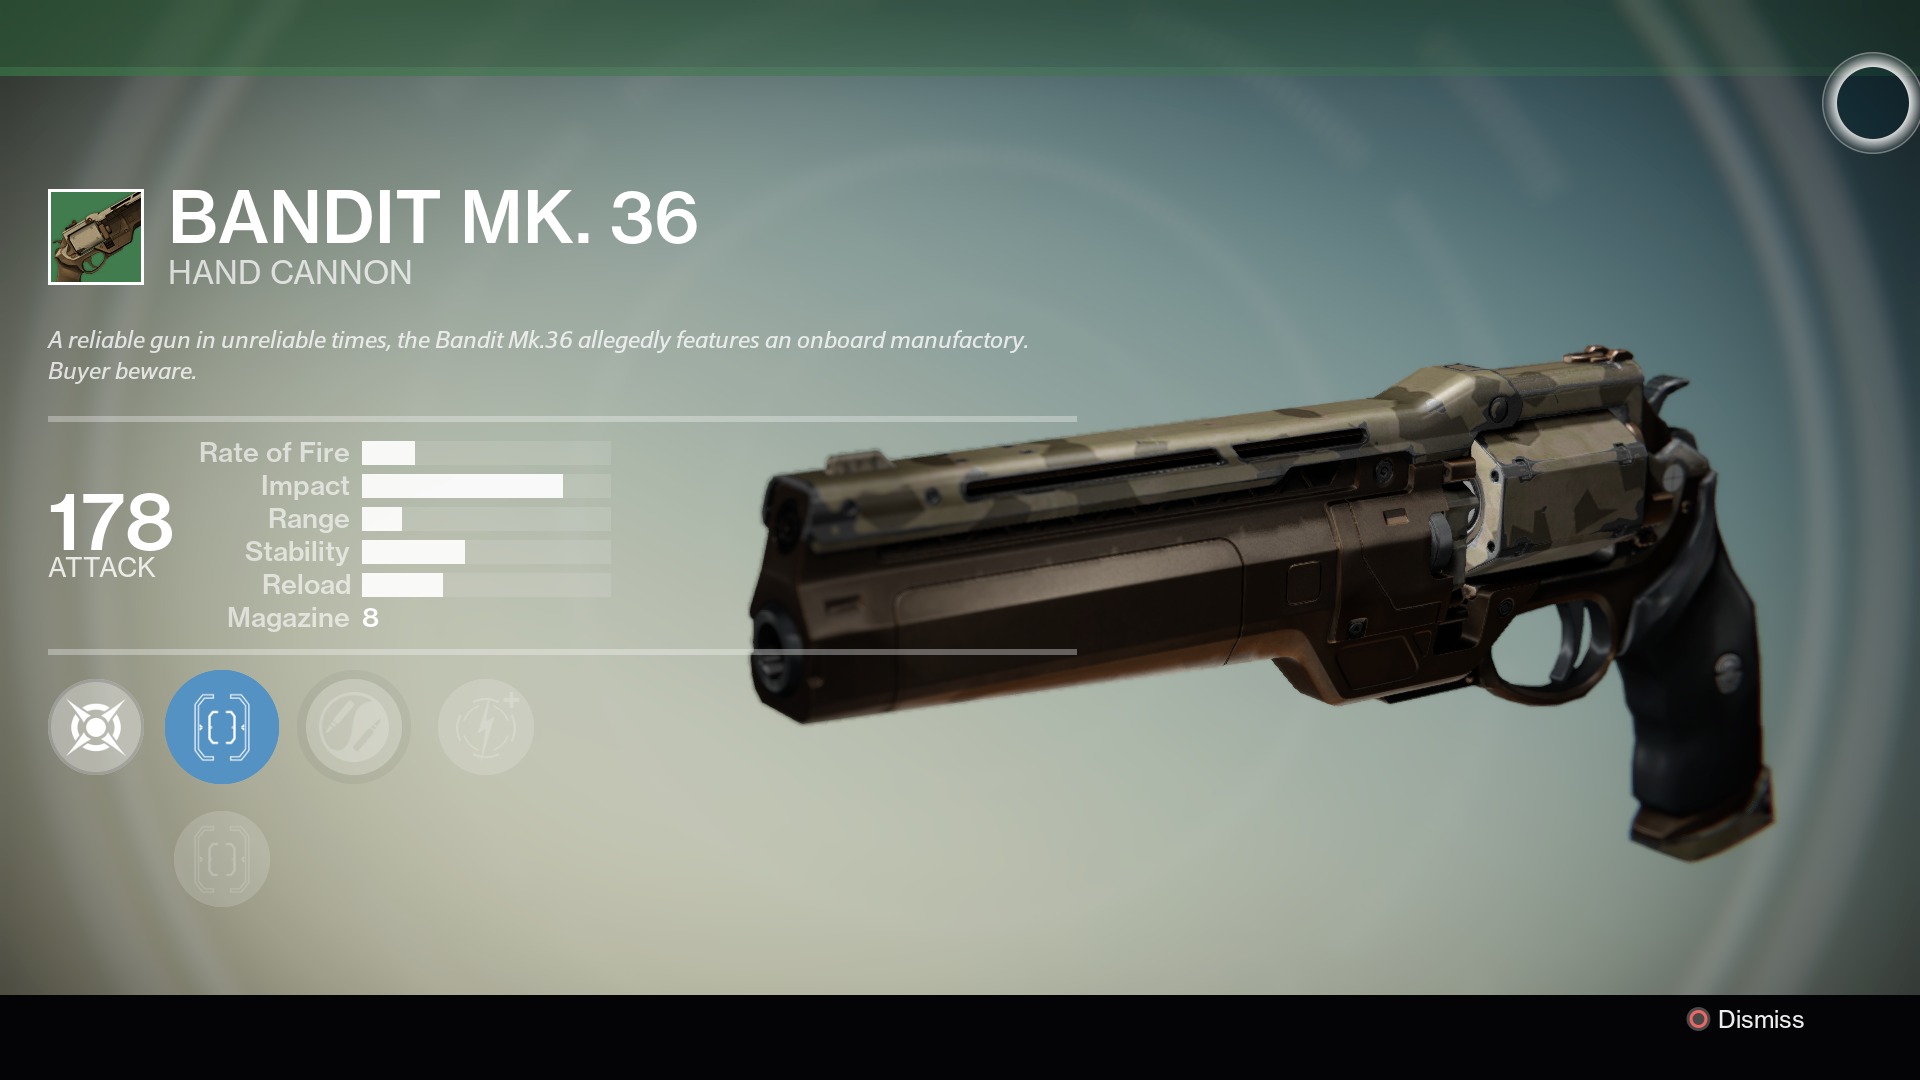 BANDIT MK. 36
HAND CANNON
A reliable gun in unreliable times, the Bandit Mk.36 allegedly features an onboard manufactory.
Buyer beware.
178
ATTACK
Rate of Fire
Impact
Range
Stability
Reload
Magazine 8
Dismiss